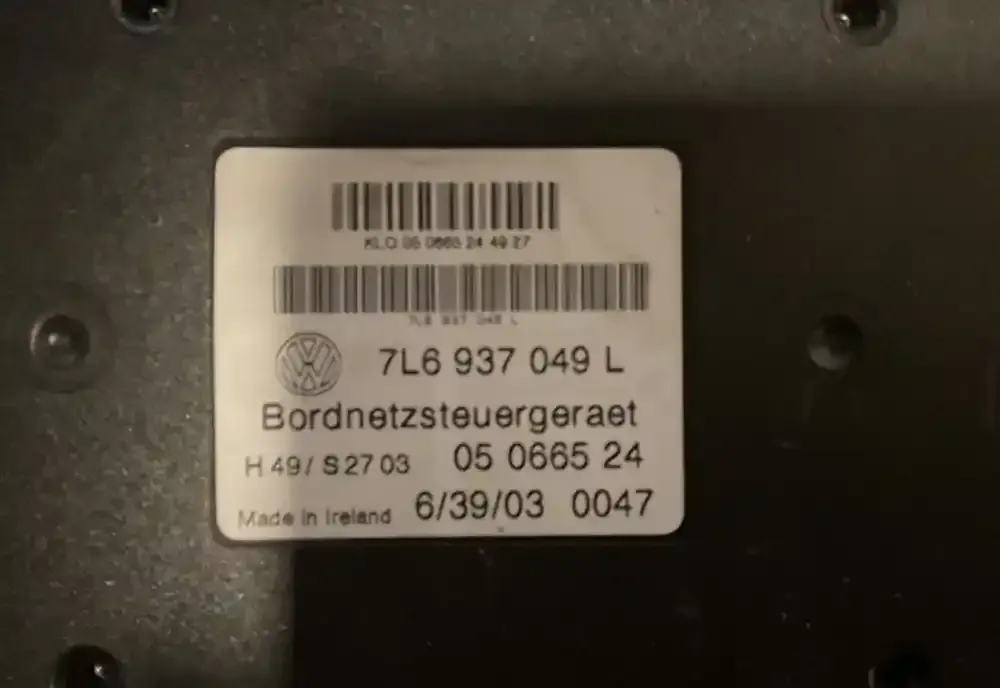 KLO 05 0665 24 49 27
7L6 937 049 L
7L6 937 049 L
Bordnetzsteuergeraet
H 49/ S 27 03 05 0665 24
Made in Ireland 6/39/03 0047